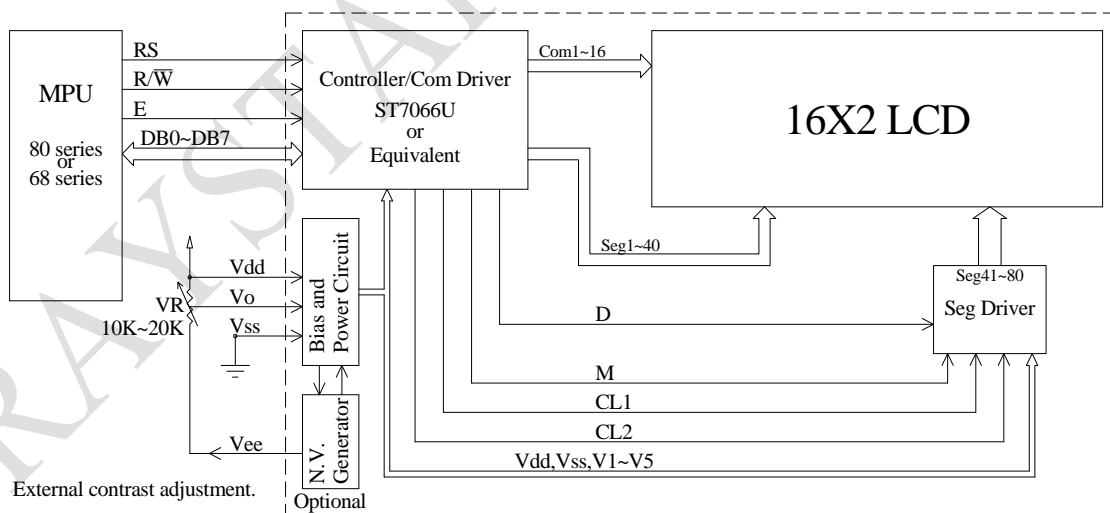 RS
R/W̅
E
DB0~DB7
MPU
80 series
or
68 series
Controller/Com Driver
ST7066U
or
Equivalent
Com1~16
16X2 LCD
Seg1~40
Seg41~80
Seg Driver
Vdd
Vo
Vss
VR
10K~20K
Bias and
Power Circuit
D
M
CL1
CL2
Vdd,Vss,V1~V5
Vee
N.V.
Generator
Optional
External contrast adjustment.
RAYSTA